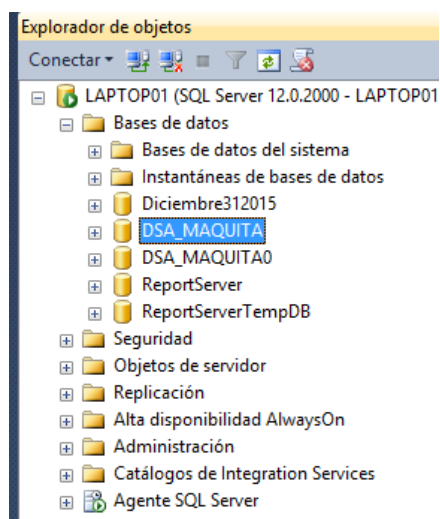 Explorador de objetos
Conectar
LAPTOP01 (SQL Server 12.0.2000 - LAPTOP01
Bases de datos
Bases de datos del sistema
Instantáneas de bases de datos
Diciembre312015
DSA_MAQUITA
DSA_MAQUITA0
ReportServer
ReportServerTempDB
Seguridad
Objetos de servidor
Replicación
Alta disponibilidad AlwaysOn
Administración
Catálogos de Integration Services
Agente SQL Server